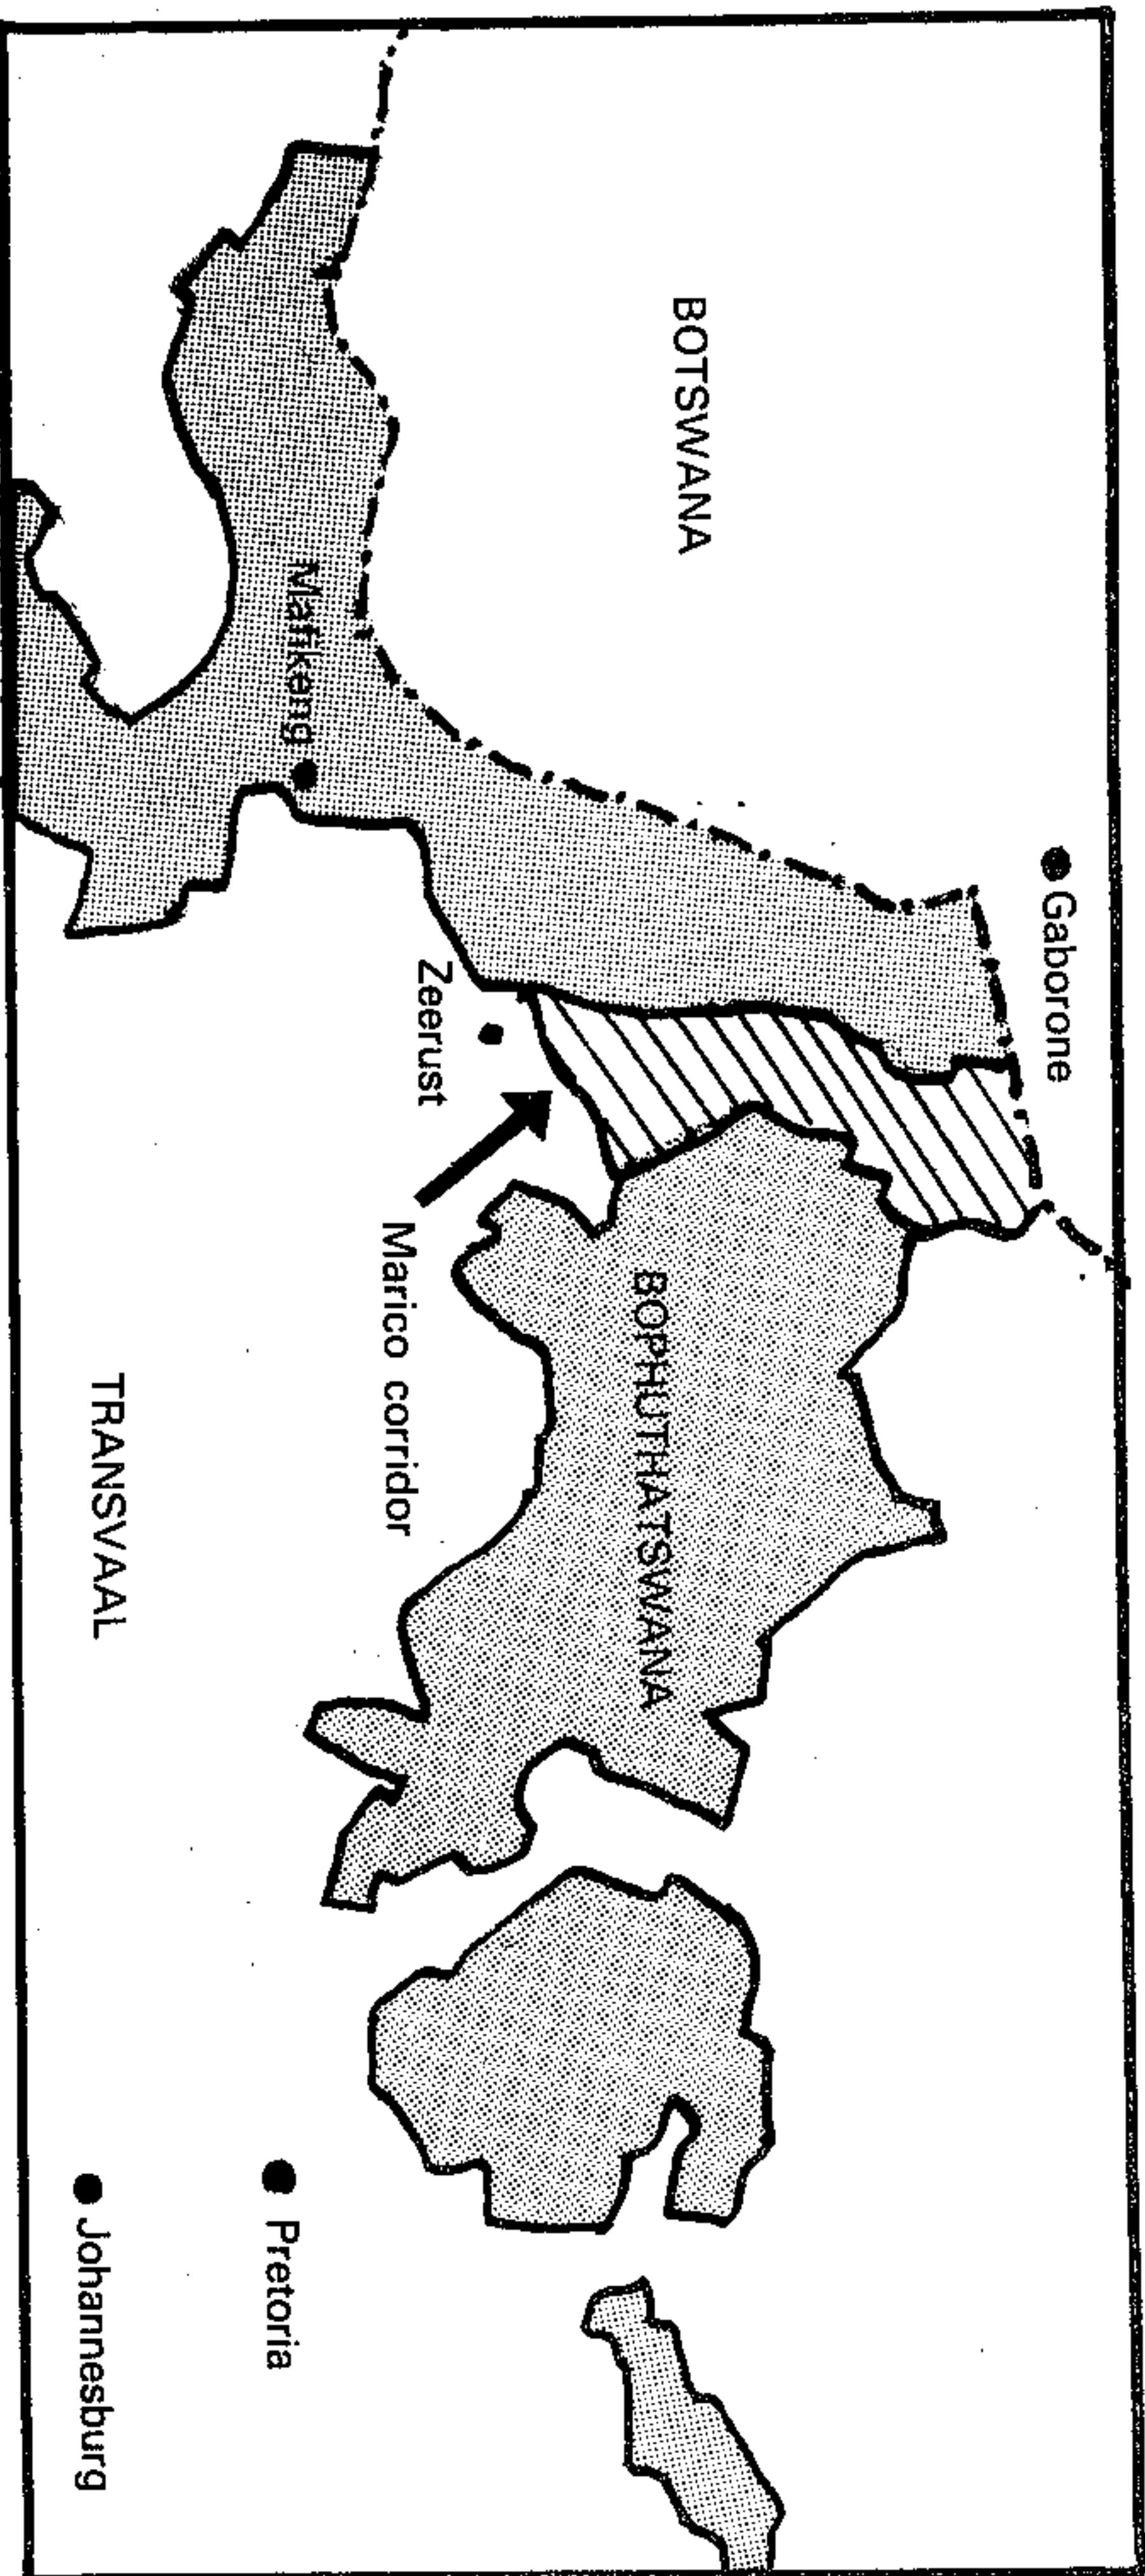 Gaborone
BOTSWANA
BOPHUTHATSWANA
Zeerust
Marico corridor
Mafikeng
Pretoria
TRANSVAAL
Johannesburg